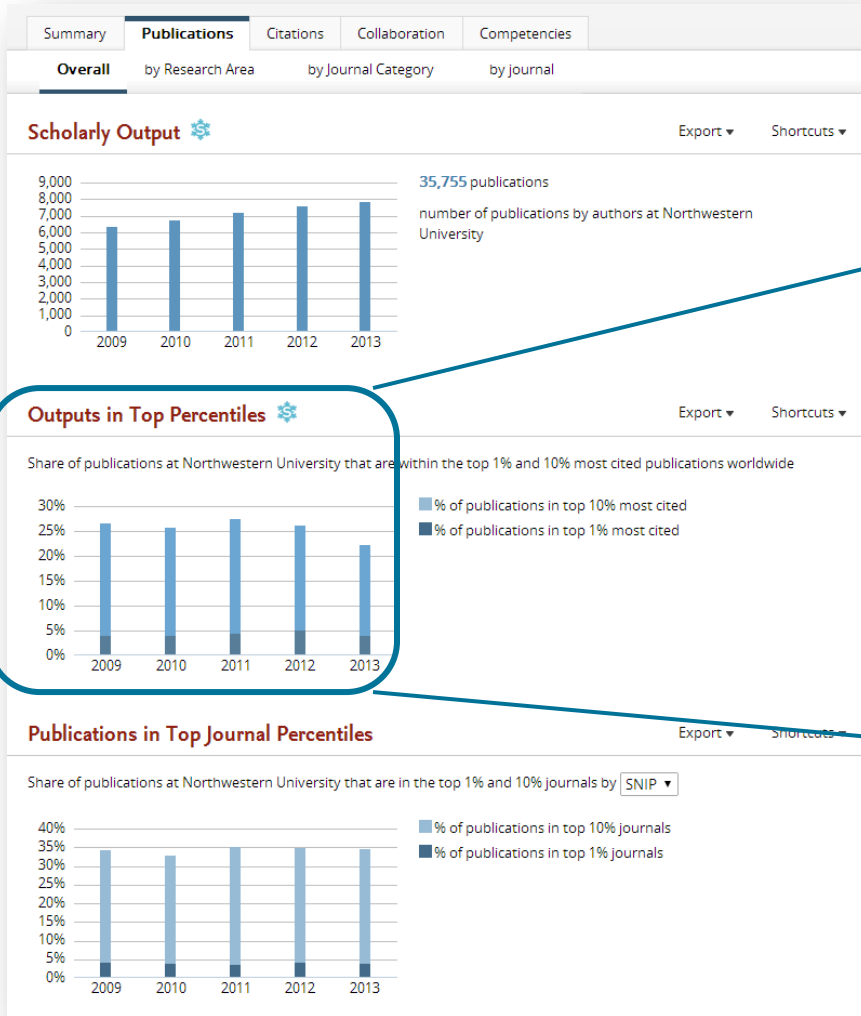 Summary Publications Citations Collaboration Competencies
Overall by Research Area by Journal Category by journal
Scholarly Output Export ▾ Shortcuts ▾
9,000
8,000
7,000
6,000
5,000
4,000
3,000
2,000
1,000
0
2009 2010 2011 2012 2013
35,755 publications
number of publications by authors at Northwestern
University
Outputs in Top Percentiles Export ▾ Shortcuts ▾
Share of publications at Northwestern University that are within the top 1% and 10% most cited publications worldwide
30%
25%
20%
15%
10%
5%
0%
2009 2010 2011 2012 2013
% of publications in top 10% most cited
% of publications in top 1% most cited
Publications in Top Journal Percentiles Export ▾ Shortcuts ▾
Share of publications at Northwestern University that are in the top 1% and 10% journals by SNIP ▾
40%
35%
30%
25%
20%
15%
10%
5%
0%
2009 2010 2011 2012 2013
% of publications in top 10% journals
% of publications in top 1% journals